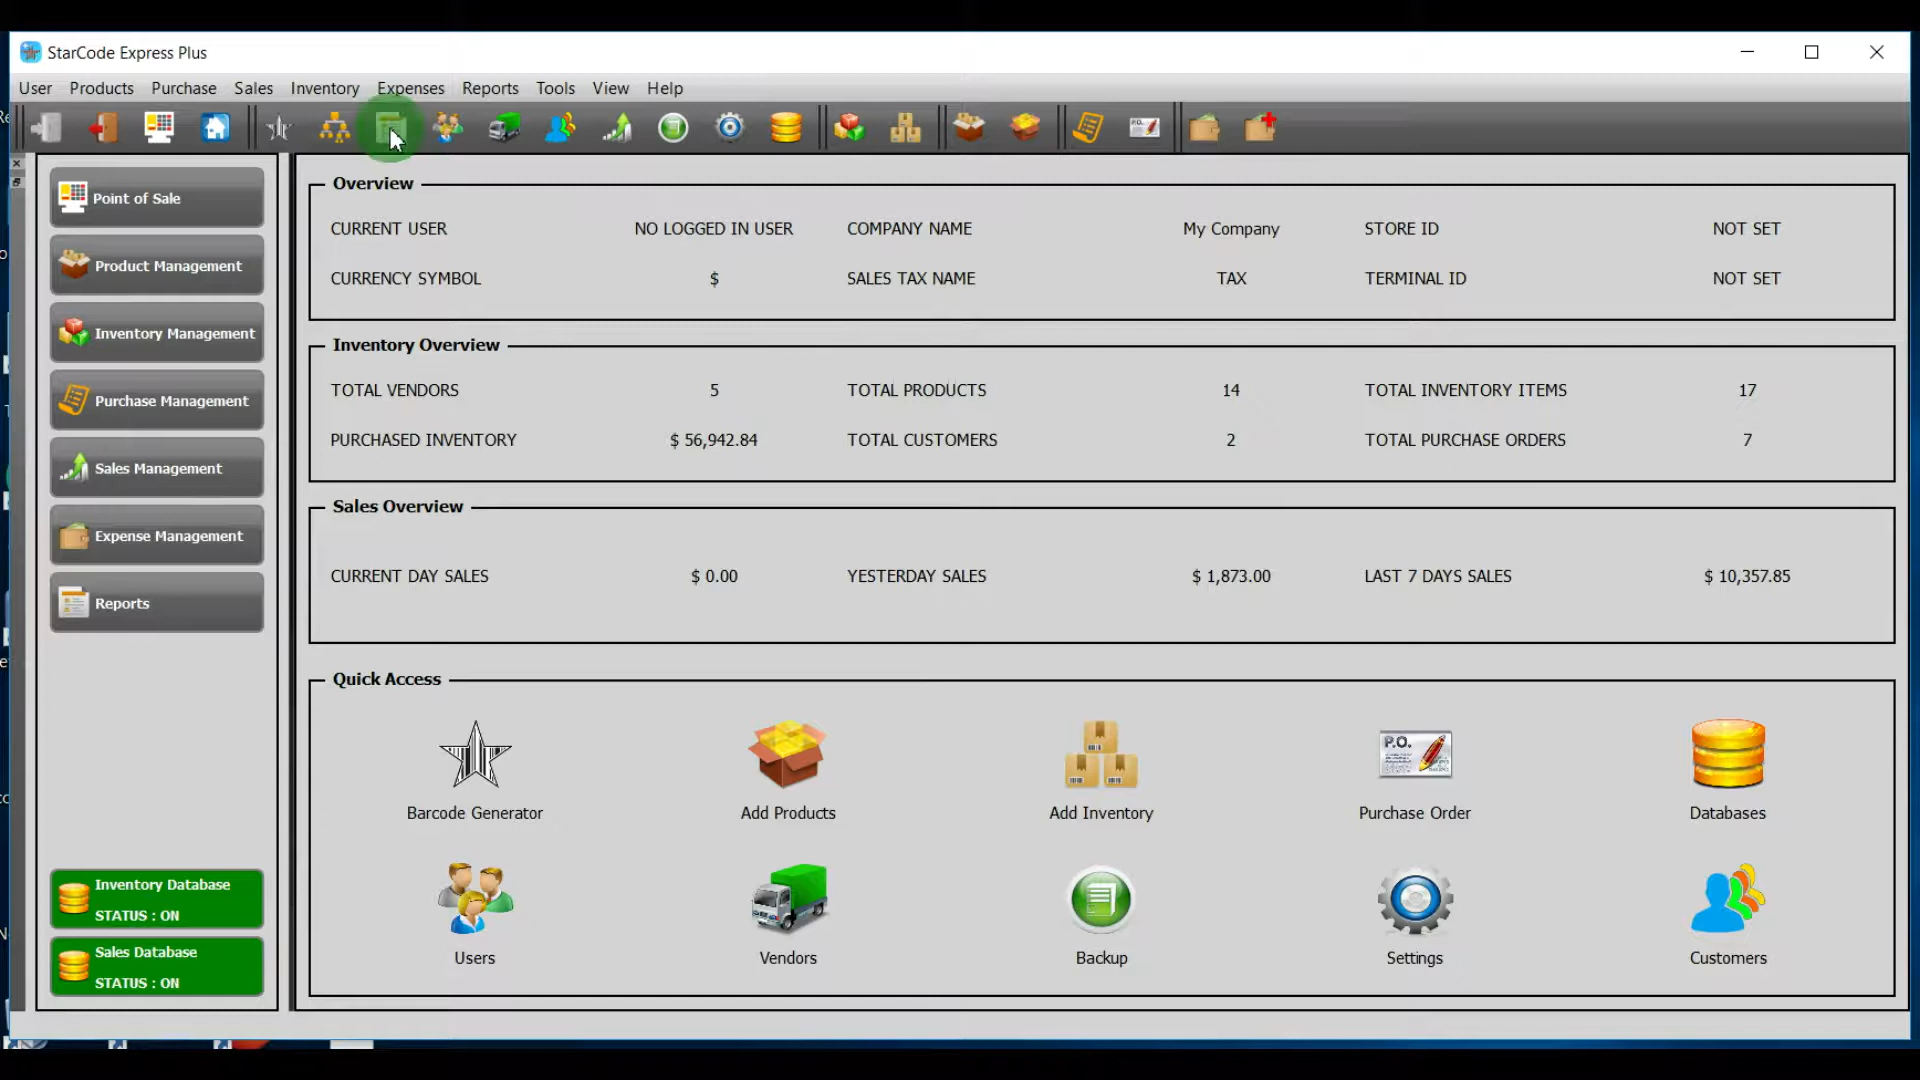 StarCode Express Plus
User Products Purchase Sales Inventory Expenses Reports Tools View Help
Point of Sale
Product Management
Inventory Management
Purchase Management
Sales Management
Expense Management
Reports
Inventory Database
STATUS : ON
Sales Database
STATUS : ON
Overview
CURRENT USER NO LOGGED IN USER COMPANY NAME My Company STORE ID NOT SET
CURRENCY SYMBOL $ SALES TAX NAME TAX TERMINAL ID NOT SET
Inventory Overview
TOTAL VENDORS 5 TOTAL PRODUCTS 14 TOTAL INVENTORY ITEMS 17
PURCHASED INVENTORY $ 56,942.84 TOTAL CUSTOMERS 2 TOTAL PURCHASE ORDERS 7
Sales Overview
CURRENT DAY SALES $ 0.00 YESTERDAY SALES $ 1,873.00 LAST 7 DAYS SALES $ 10,357.85
Quick Access
P.O.
Barcode Generator Add Products Add Inventory Purchase Order Databases
Users Vendors Backup Settings Customers